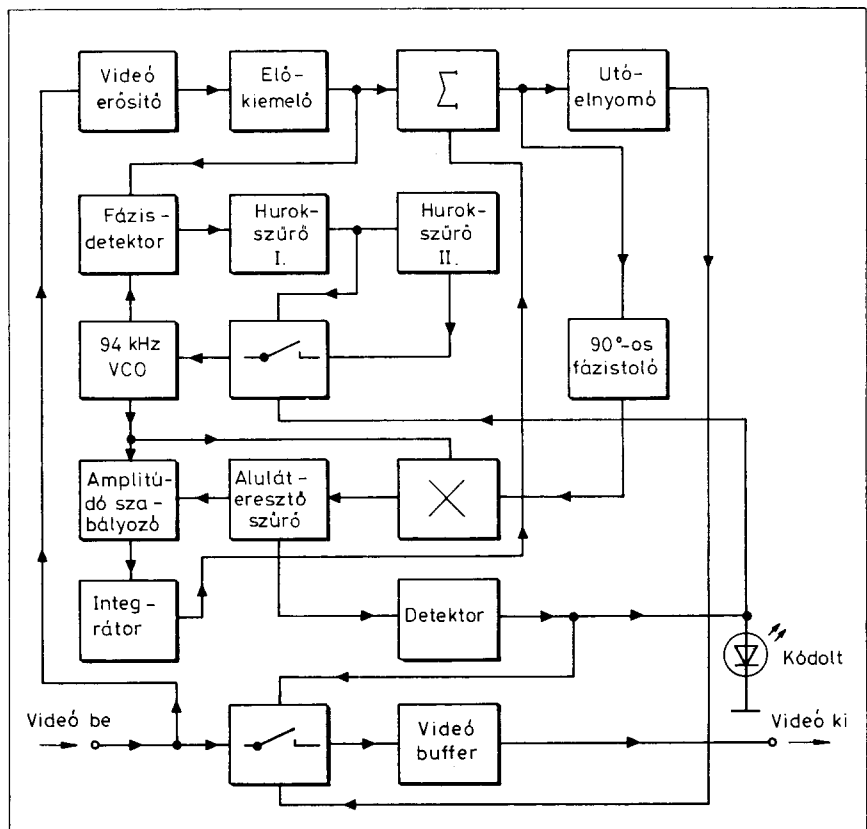 Videó
erősítő
Elő-
kiemelő
Σ
Utó-
elnyomó
Fázis-
detektor
Hurok-
szűrő
I.
Hurok-
szűrő
II.
94 kHz
VCO
90°-os
fázistoló
Amplitú-
dó sza-
bályozó
Alulát-
eresztő
szűrő
Integ-
rátor
Detektor
Kódolt
Videó be
Videó
buffer
Videó ki